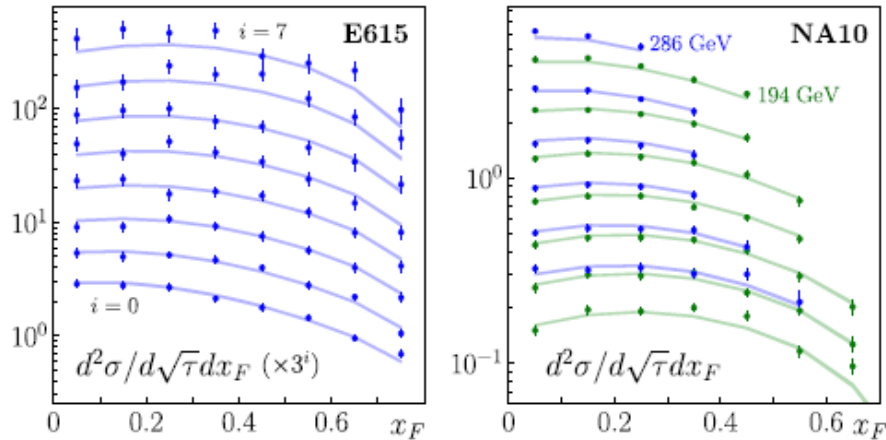 i = 7 E615
10²
10¹
10⁰
i = 0
d²σ/d√τdx_F (×3ⁱ)
0 0.2 0.4 0.6 x_F
NA10
286 GeV
194 GeV
10⁰
10⁻¹
d²σ/d√τdx_F
0 0.2 0.4 0.6 x_F